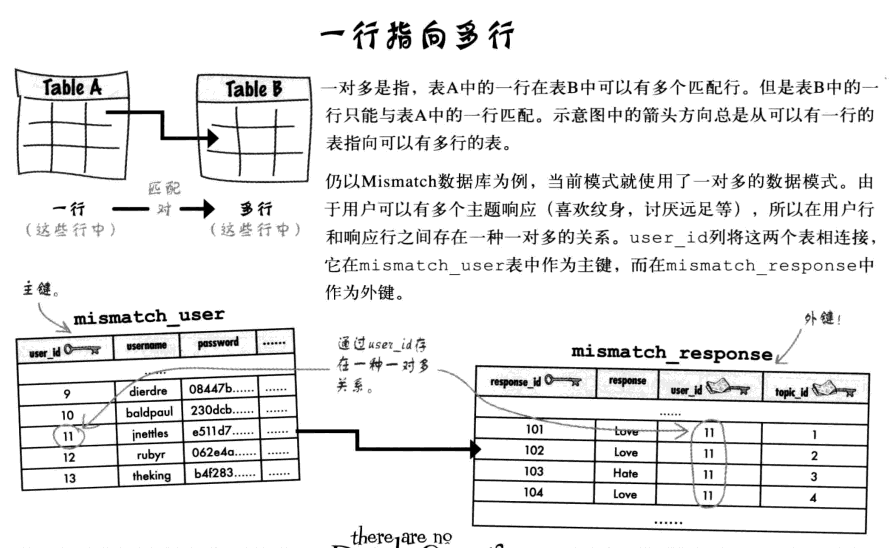 一行指向多行
Table A
Table B
匹配
一行
对
多行
(这些行中)
(这些行中)
一对多是指，表A中的一行在表B中可以有多个匹配行。但是表B中的一
行只能与表A中的一行匹配。示意图中的箭头方向总是从可以有一行的
表指向可以有多行的表。
仍以Mismatch数据库为例，当前模式就使用了一对多的数据模式。由
于用户可以有多个主题响应（喜欢纹身，讨厌远足等），所以在用户行
和响应行之间存在一种一对多的关系。user_id列将这两个表相连接，
它在mismatch_user表中作为主键，而在mismatch_response中
作为外键。
主键。
mismatch_user
user_id username password ......
......
9 dierdre 08447b...... ......
10 baldpaul 230dcb...... ......
11 jnettles e511d7...... ......
12 rubyr 062e4a...... ......
13 theking b4f283...... ......
通过user_id存
在一种一对多
关系。
外键!
mismatch_response
response_id response user_id topic_id
......
101 Love 11 1
102 Love 11 2
103 Hate 11 3
104 Love 11 4
......
there are no